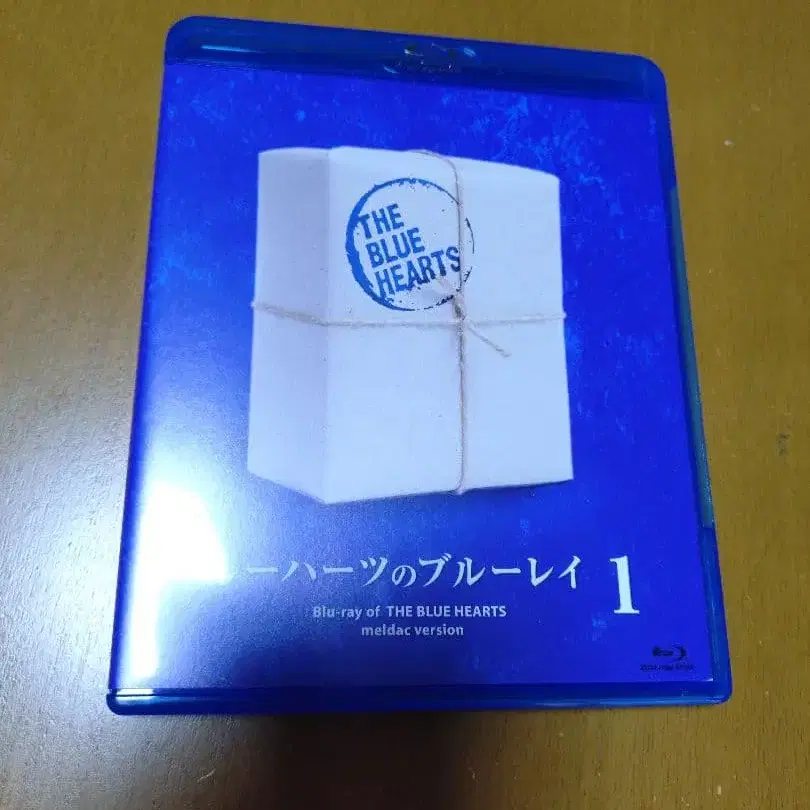 THE
BLUE
HEARTS
ーハーツのブルーレイ 1
Blu-ray of THE BLUE HEARTS
meldac version